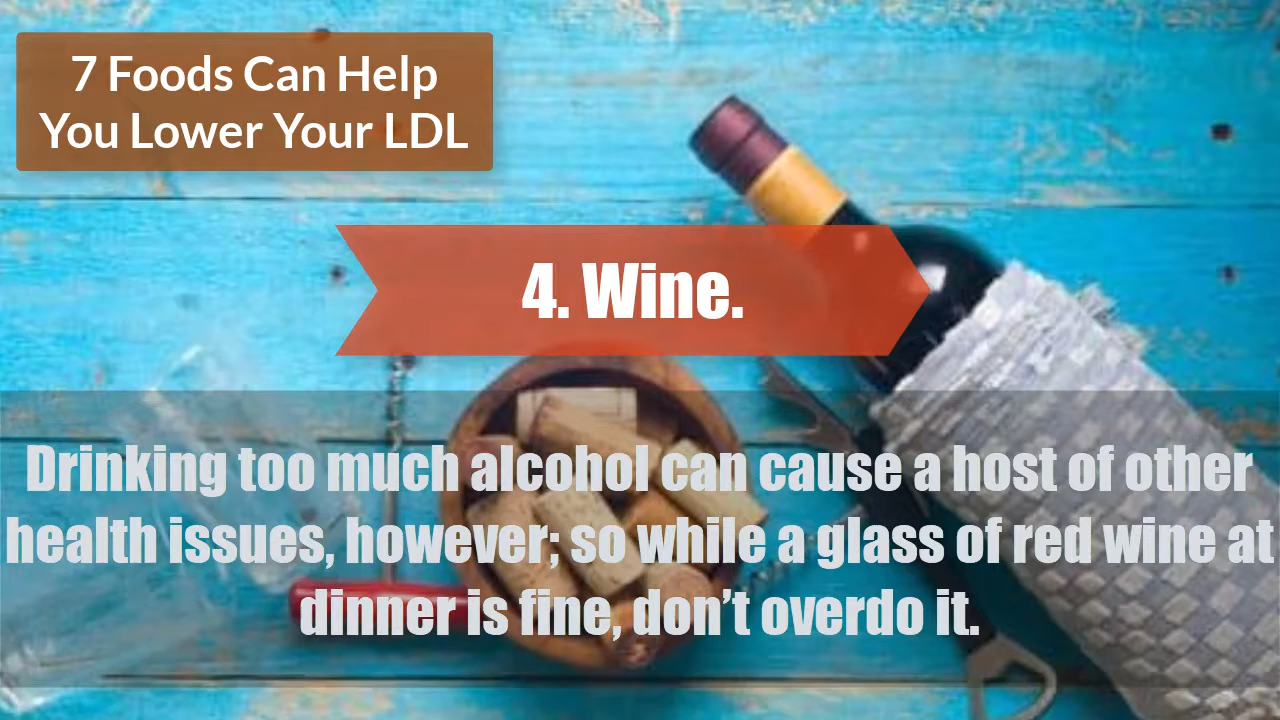 7 Foods Can Help
You Lower Your LDL
4. Wine.
Drinking too much alcohol can cause a host of other
health issues, however; so while a glass of red wine at
dinner is fine, don’t overdo it.